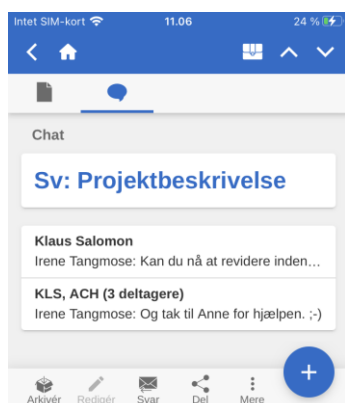 Intet SIM-kort 11.06 24 %
Chat
Sv: Projektbeskrivelse
Klaus Salomon
Irene Tangmose: Kan du nå at revidere inden...
KLS, ACH (3 deltagere)
Irene Tangmose: Og tak til Anne for hjælpen. ;-)
Arkivér Redigér Svar Del Mere